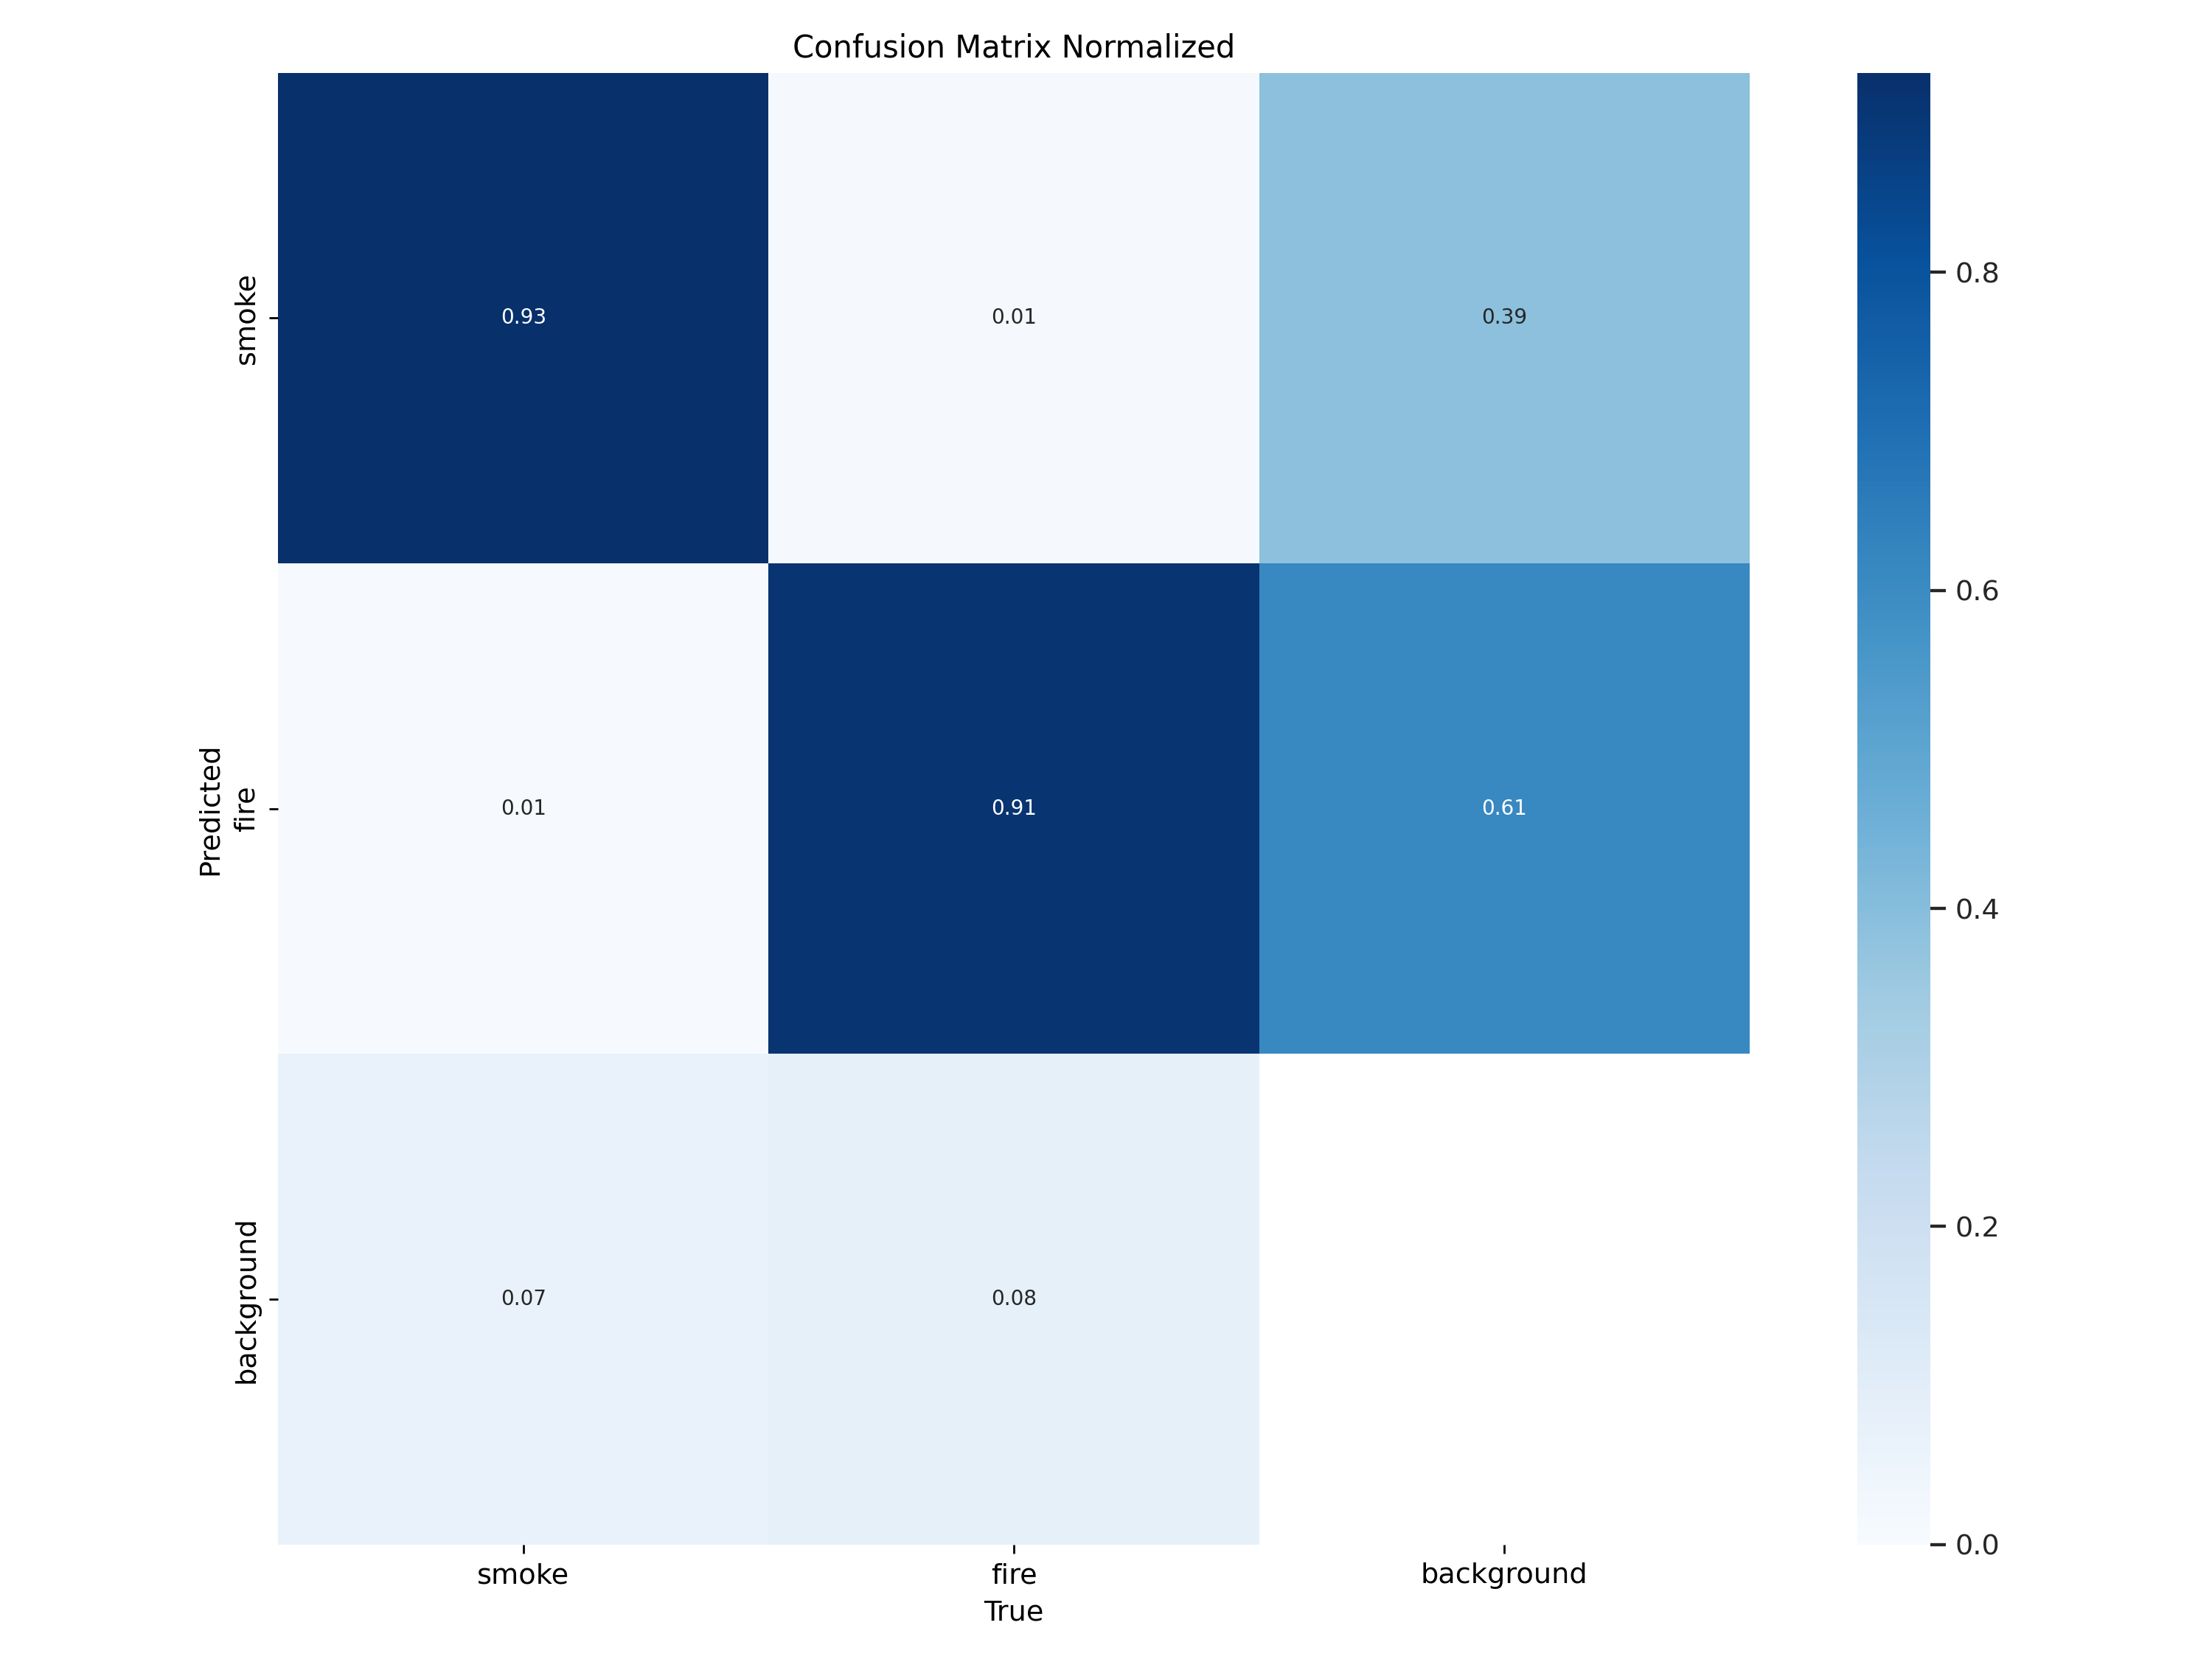 Confusion Matrix Normalized
smoke
0.93
0.01
0.39
0.8
0.6
Predicted
fire
0.01
0.91
0.61
0.4
background
0.07
0.08
0.2
0.0
smoke
fire
background
True